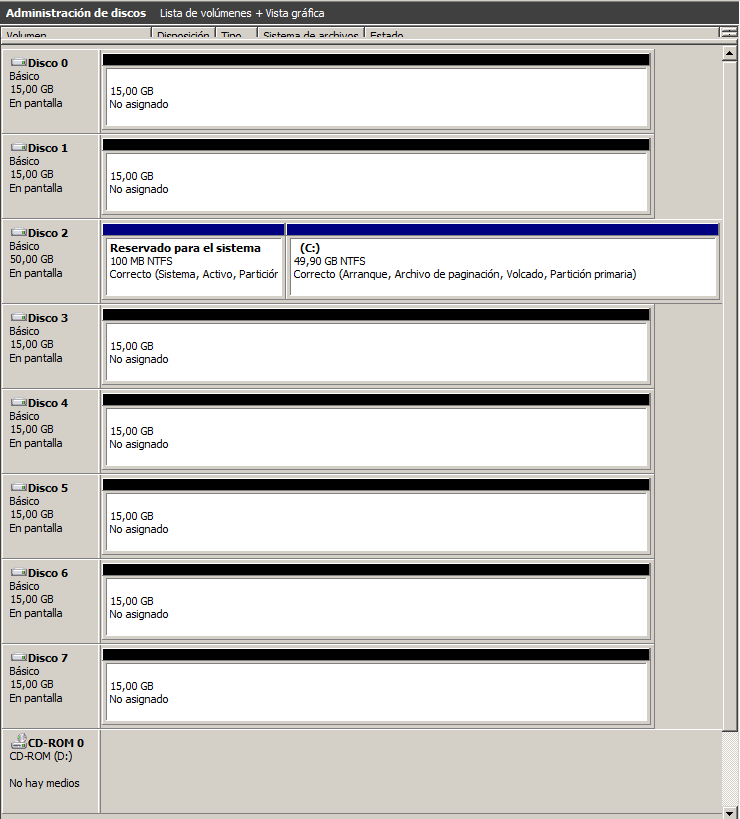 Administración de discos Lista de volúmenes + Vista gráfica
Volumen Disposición Tipo Sistema de archivos Estado
Disco 0
Básico
15,00 GB
En pantalla
15,00 GB
No asignado
Disco 1
Básico
15,00 GB
En pantalla
15,00 GB
No asignado
Disco 2
Básico
50,00 GB
En pantalla
Reservado para el sistema
100 MB NTFS
Correcto (Sistema, Activo, Particiór
(C:)
49,90 GB NTFS
Correcto (Arranque, Archivo de paginación, Volcado, Partición primaria)
Disco 3
Básico
15,00 GB
En pantalla
15,00 GB
No asignado
Disco 4
Básico
15,00 GB
En pantalla
15,00 GB
No asignado
Disco 5
Básico
15,00 GB
En pantalla
15,00 GB
No asignado
Disco 6
Básico
15,00 GB
En pantalla
15,00 GB
No asignado
Disco 7
Básico
15,00 GB
En pantalla
15,00 GB
No asignado
CD-ROM 0
CD-ROM (D:)
No hay medios